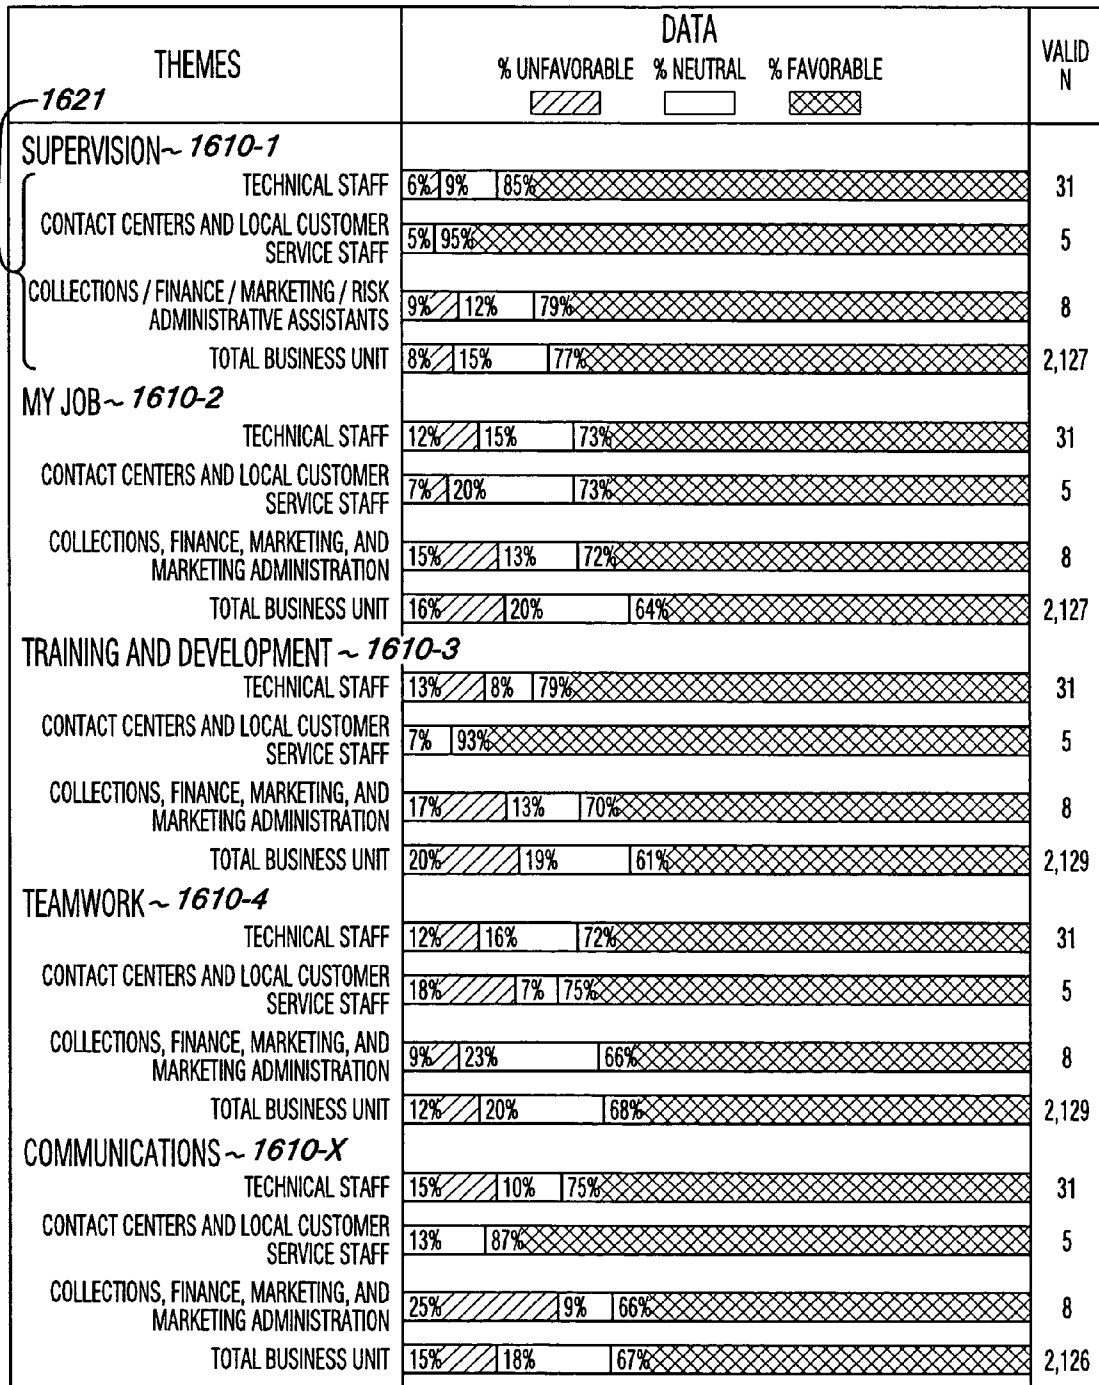 THEMES
DATA
VALID
N
% UNFAVORABLE % NEUTRAL % FAVORABLE
1621
SUPERVISION~ 1610-1
TECHNICAL STAFF 6% 9% 85% 31
CONTACT CENTERS AND LOCAL CUSTOMER
SERVICE STAFF 5% 95% 5
COLLECTIONS / FINANCE / MARKETING / RISK
ADMINISTRATIVE ASSISTANTS 9% 12% 79% 8
TOTAL BUSINESS UNIT 8% 15% 77% 2,127
MY JOB~ 1610-2
TECHNICAL STAFF 12% 15% 73% 31
CONTACT CENTERS AND LOCAL CUSTOMER
SERVICE STAFF 7% 20% 73% 5
COLLECTIONS, FINANCE, MARKETING, AND
MARKETING ADMINISTRATION 15% 13% 72% 8
TOTAL BUSINESS UNIT 16% 20% 64% 2,127
TRAINING AND DEVELOPMENT ~ 1610-3
TECHNICAL STAFF 13% 8% 79% 31
CONTACT CENTERS AND LOCAL CUSTOMER
SERVICE STAFF 7% 93% 5
COLLECTIONS, FINANCE, MARKETING, AND
MARKETING ADMINISTRATION 17% 13% 70% 8
TOTAL BUSINESS UNIT 20% 19% 61% 2,129
TEAMWORK~ 1610-4
TECHNICAL STAFF 12% 16% 72% 31
CONTACT CENTERS AND LOCAL CUSTOMER
SERVICE STAFF 18% 7% 75% 5
COLLECTIONS, FINANCE, MARKETING, AND
MARKETING ADMINISTRATION 9% 23% 66% 8
TOTAL BUSINESS UNIT 12% 20% 68% 2,129
COMMUNICATIONS~ 1610-X
TECHNICAL STAFF 15% 10% 75% 31
CONTACT CENTERS AND LOCAL CUSTOMER
SERVICE STAFF 13% 87% 5
COLLECTIONS, FINANCE, MARKETING, AND
MARKETING ADMINISTRATION 25% 9% 66% 8
TOTAL BUSINESS UNIT 15% 18% 67% 2,126